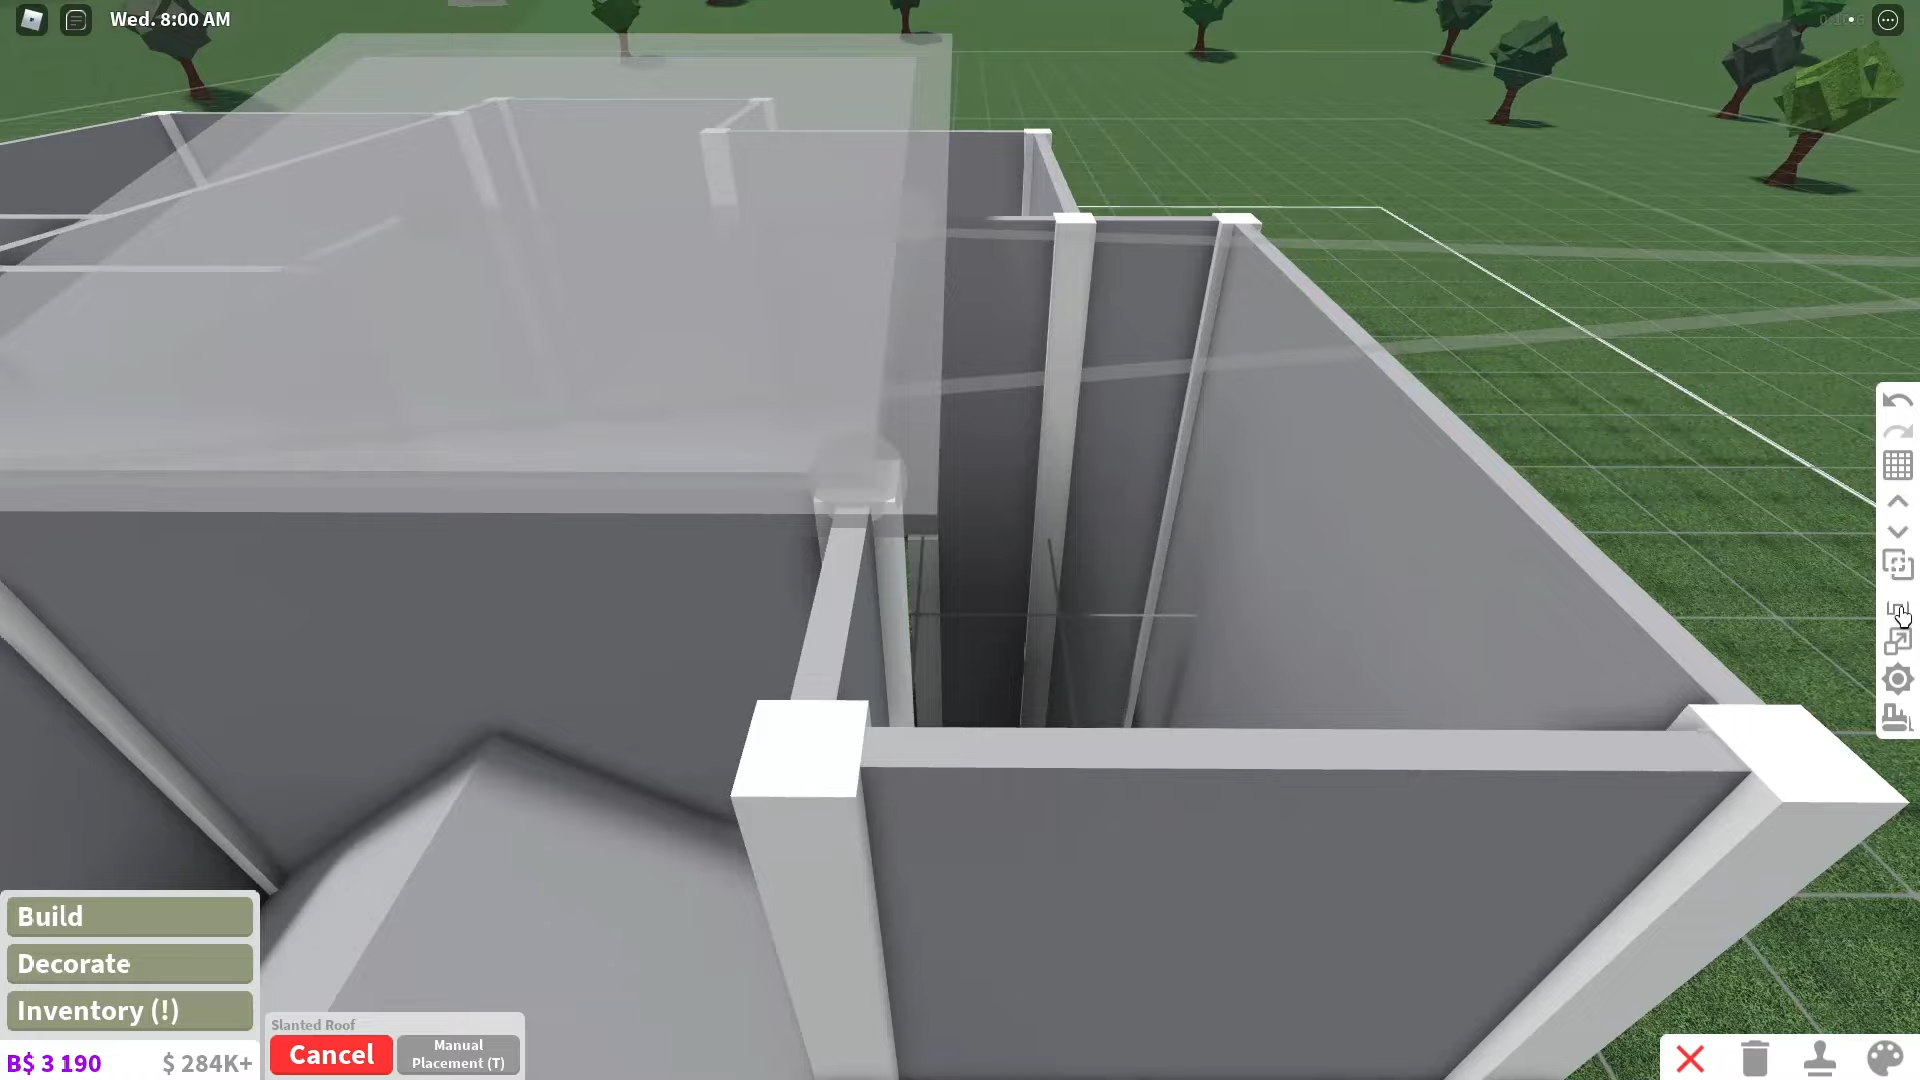 Wed. 8:00 AM
Build
Decorate
Inventory (!)
B$ 3 190
$ 284K+
Slanted Roof
Cancel
Manual
Placement (T)